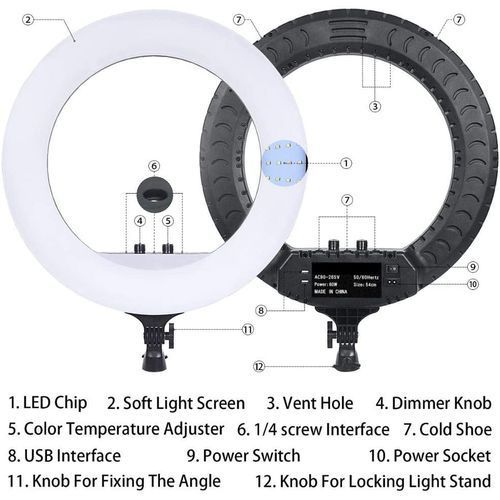 2
7
7
3
1
6
4
5
7
AC90-265V 50/60Hertz
Power: 60W Size: 54cm
MADE IN CHINA
9
10
8
11
12
1. LED Chip 2. Soft Light Screen 3. Vent Hole 4. Dimmer Knob
5. Color Temperature Adjuster 6. 1/4 screw Interface 7. Cold Shoe
8. USB Interface 9. Power Switch 10. Power Socket
11. Knob For Fixing The Angle 12. Knob For Locking Light Stand